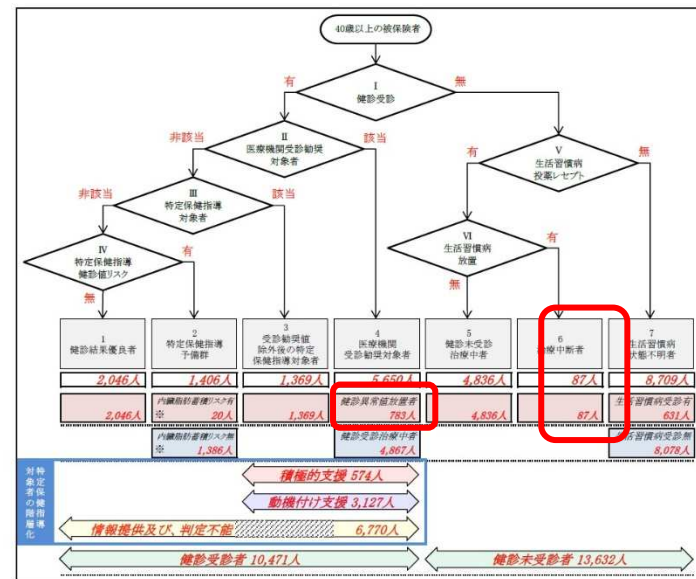 40歳以上の被保険者
有
I
健診受診
無
非該当
II
医療機関受診勧奨
対象者
該当
有
V
生活習慣病
投薬レセプト
無
非該当
III
特定保健指導
対象者
該当
VI
生活習慣病
放置
有
IV
特定保健指導
健診値リスク
有
無
無
1
健診結果優良者
2
特定保健指導
予備群
3
受診勧奨値
除外後の特定
保健指導対象者
4
医療機関
受診勧奨対象者
5
健診未受診
治療中者
6
治療中断者
7
生活習慣病
状態不明者
2,046人
1,406人
1,369人
5,650人
4,836人
87人
8,709人
2,046人
内臓脂肪蓄積リスク有
※ 20人
1,369人
健診異常値放置者
783人
4,836人
87人
生活習慣病受診有
631人
内臓脂肪蓄積リスク無
※ 1,386人
健診受診治療中者
4,867人
生活習慣病受診無
8,078人
特定保健指導
対象者の階層化
積極的支援 574人
動機付け支援 3,127人
情報提供及び、判定不能 6,770人
健診受診者 10,471人
健診未受診者 13,632人